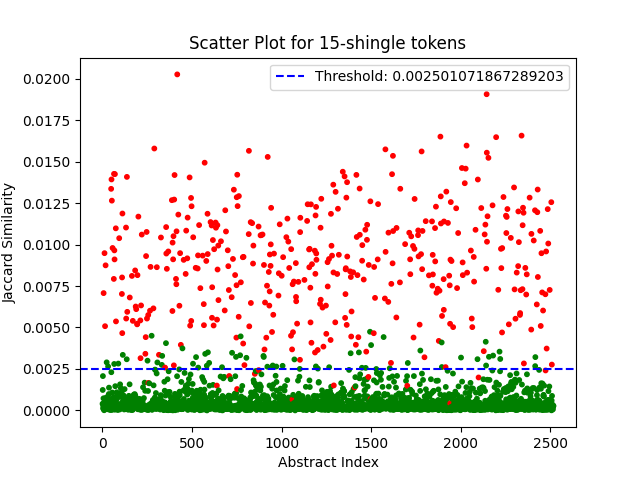 Scatter Plot for 15-shingle tokens
Threshold: 0.002501071867289203
Jaccard Similarity
0.0200
0.0175
0.0150
0.0125
0.0100
0.0075
0.0050
0.0025
0.0000
0 500 1000 1500 2000 2500
Abstract Index